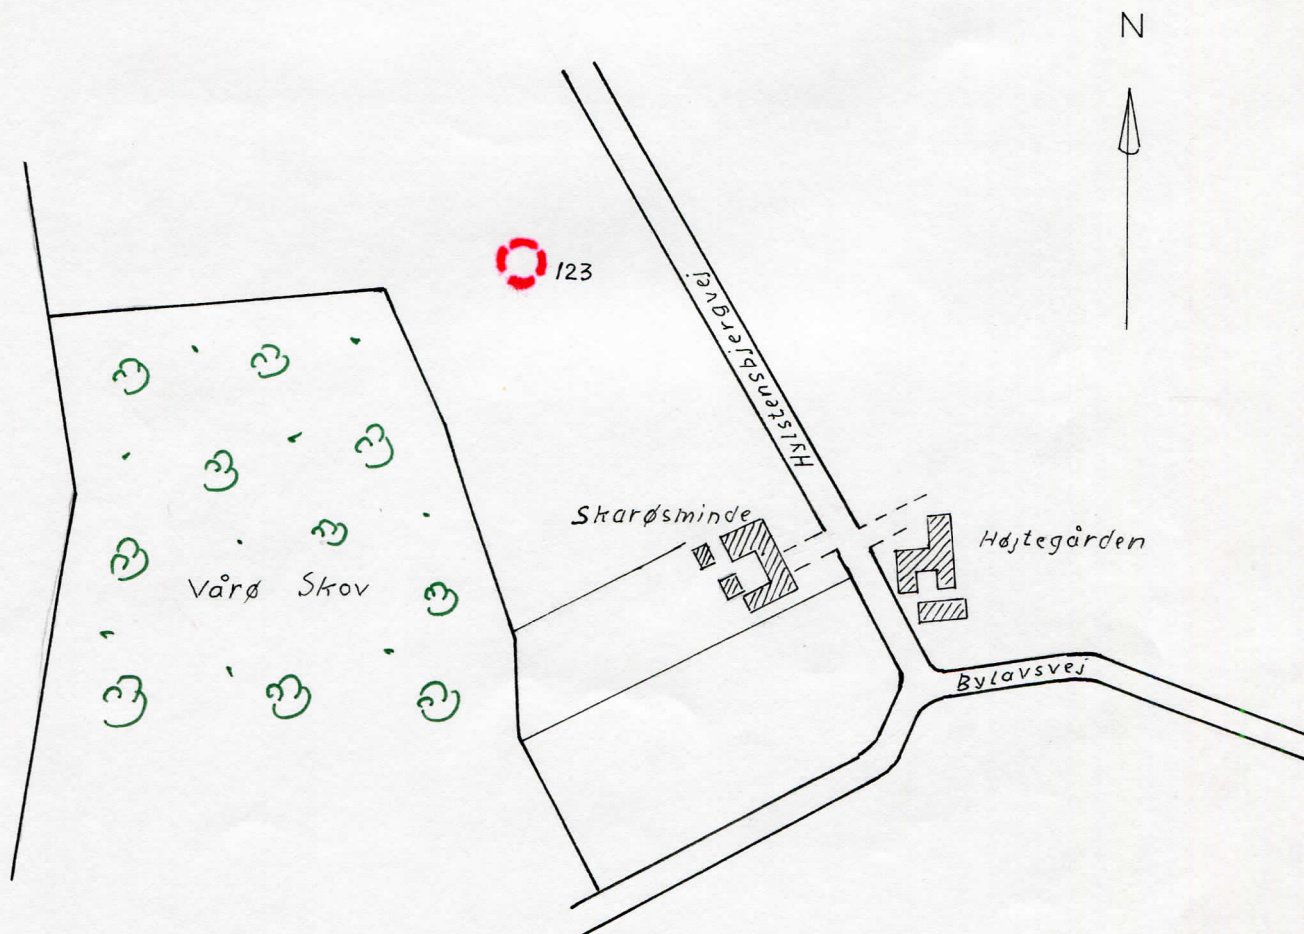 N
123
Hylstensbjergvej
Skarøsminde
Højtegården
Vårø Skov
Bylavsvej